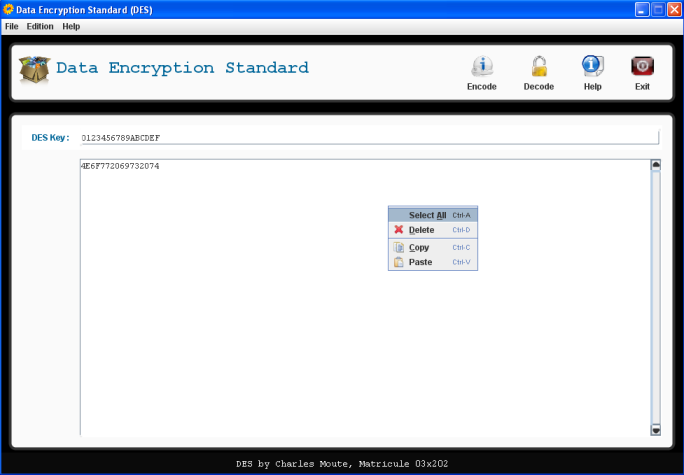 Data Encryption Standard (DES)
File Edition Help
Data Encryption Standard
Encode Decode Help Exit
DES Key : 0123456789ABCDEF
4E6F772069732074
Select All Ctrl-A
Delete Ctrl-D
Copy Ctrl-C
Paste Ctrl-V
DES by Charles Moute, Matricule 03x202